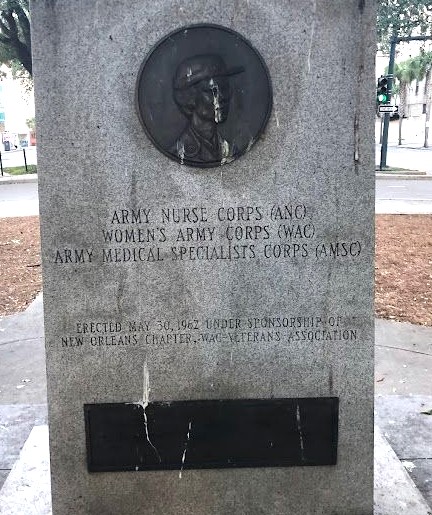 ARMY NURSE CORPS (ANC)
WOMEN'S ARMY CORPS (WAC)
ARMY MEDICAL SPECIALISTS CORPS (AMSC)
ERECTED MAY 30, 1962 UNDER SPONSORSHIP OF
NEW ORLEANS CHAPTER, WAC VETERANS ASSOCIATION